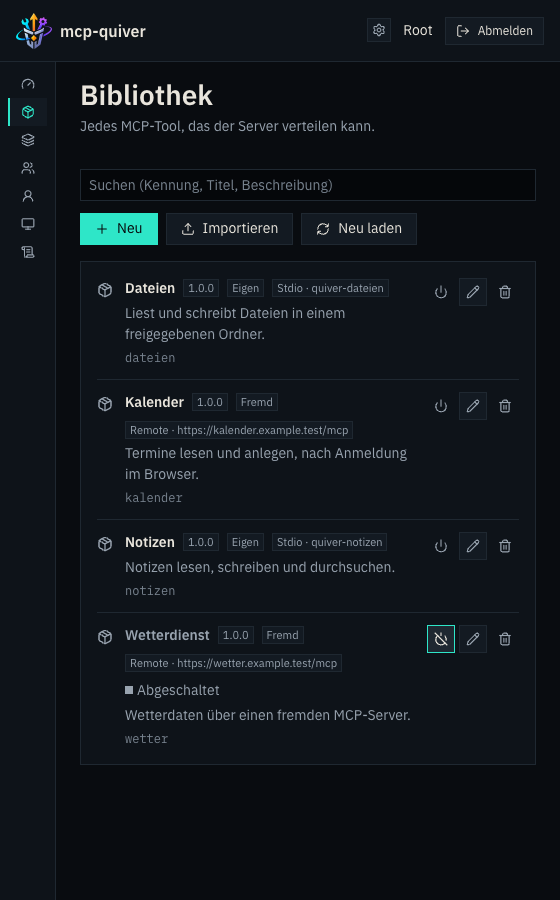 mcp-quiver
Root
Abmelden
Bibliothek
Jedes MCP-Tool, das der Server verteilen kann.
Suchen (Kennung, Titel, Beschreibung)
Neu
Importieren
Neu laden
Dateien 1.0.0 Eigen Stdio · quiver-dateien
Liest und schreibt Dateien in einem
freigegebenen Ordner.
dateien
Kalender 1.0.0 Fremd
Remote · https://kalender.example.test/mcp
Termine lesen und anlegen, nach Anmeldung
im Browser.
kalender
Notizen 1.0.0 Eigen Stdio · quiver-notizen
Notizen lesen, schreiben und durchsuchen.
notizen
Wetterdienst 1.0.0 Fremd
Remote · https://wetter.example.test/mcp
Abgeschaltet
Wetterdaten über einen fremden MCP-Server.
wetter